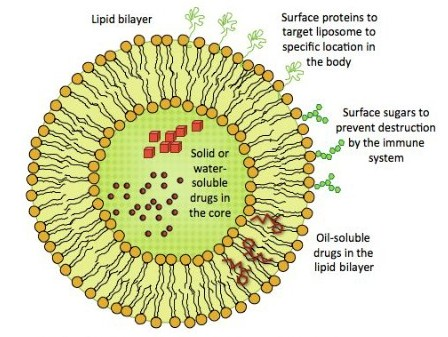 Lipid bilayer
Surface proteins to
target liposome to
specific location in
the body
Surface sugars to
prevent destruction
by the immune
system
Solid or
water-
soluble
drugs in
the core
Oil-soluble
drugs in the
lipid bilayer